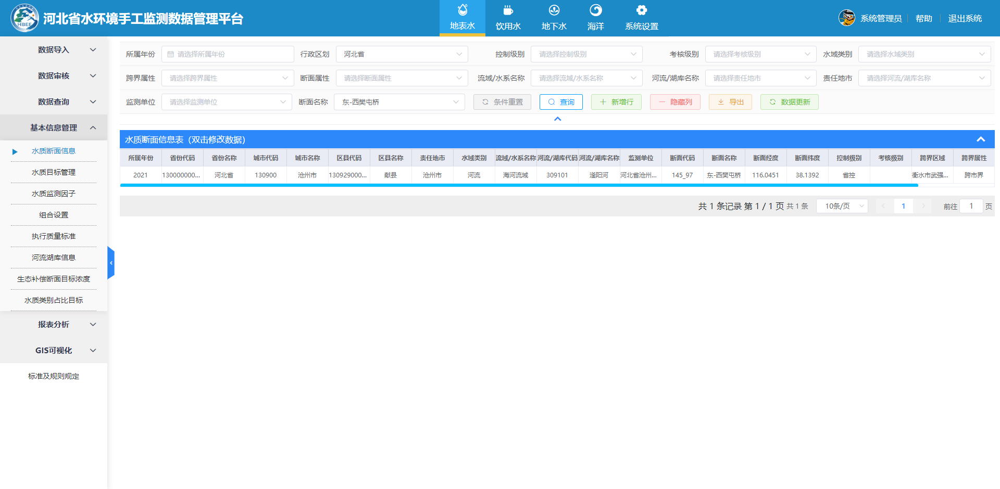 HBEE
河北省水环境手工监测数据管理平台
地表水 饮用水 地下水 海洋 系统设置
系统管理员 帮助 退出系统
数据导入
数据审核
数据查询
基本信息管理
水质断面信息
水质目标管理
水质监测因子
组合设置
执行质量标准
河流湖库信息
生态补偿断面目标浓度
水质类别占比目标
报表分析
GIS可视化
标准及规则规定
所属年份 请选择所属年份 行政区划 河北省 控制级别 请选择控制级别 考核级别 请选择考核级别 水域类别 请选择水域类别
跨界属性 请选择跨界属性 断面属性 请选择断面属性 流域/水系名称 请选择流域/水系名称 河流/湖库名称 请选择责任地市 责任地市 请选择河流/湖库名称
监测单位 请选择监测单位 断面名称 东-西樊屯桥 条件重置 查询 新增行 隐藏列 导出 数据更新
水质断面信息表（双击修改数据）
所属年份 省份代码 省份名称 城市代码 城市名称 区县代码 区县名称 责任地市 水域类别 流域/水系名称 河流/湖库代码 河流/湖库名称 监测单位 断面代码 断面名称 断面经度 断面纬度 控制级别 考核级别 跨界区域 跨界属性
2021 130000000... 河北省 130900 沧州市 130929000... 献县 沧州市 河流 海河流域 309101 滏阳河 河北省沧州... 145_97 东-西樊屯桥 116.0451 38.1392 省控 衡水市武强... 跨市界
共 1 条记录 第 1 / 1 页 共 1 条 10条/页 1 前往 1 页